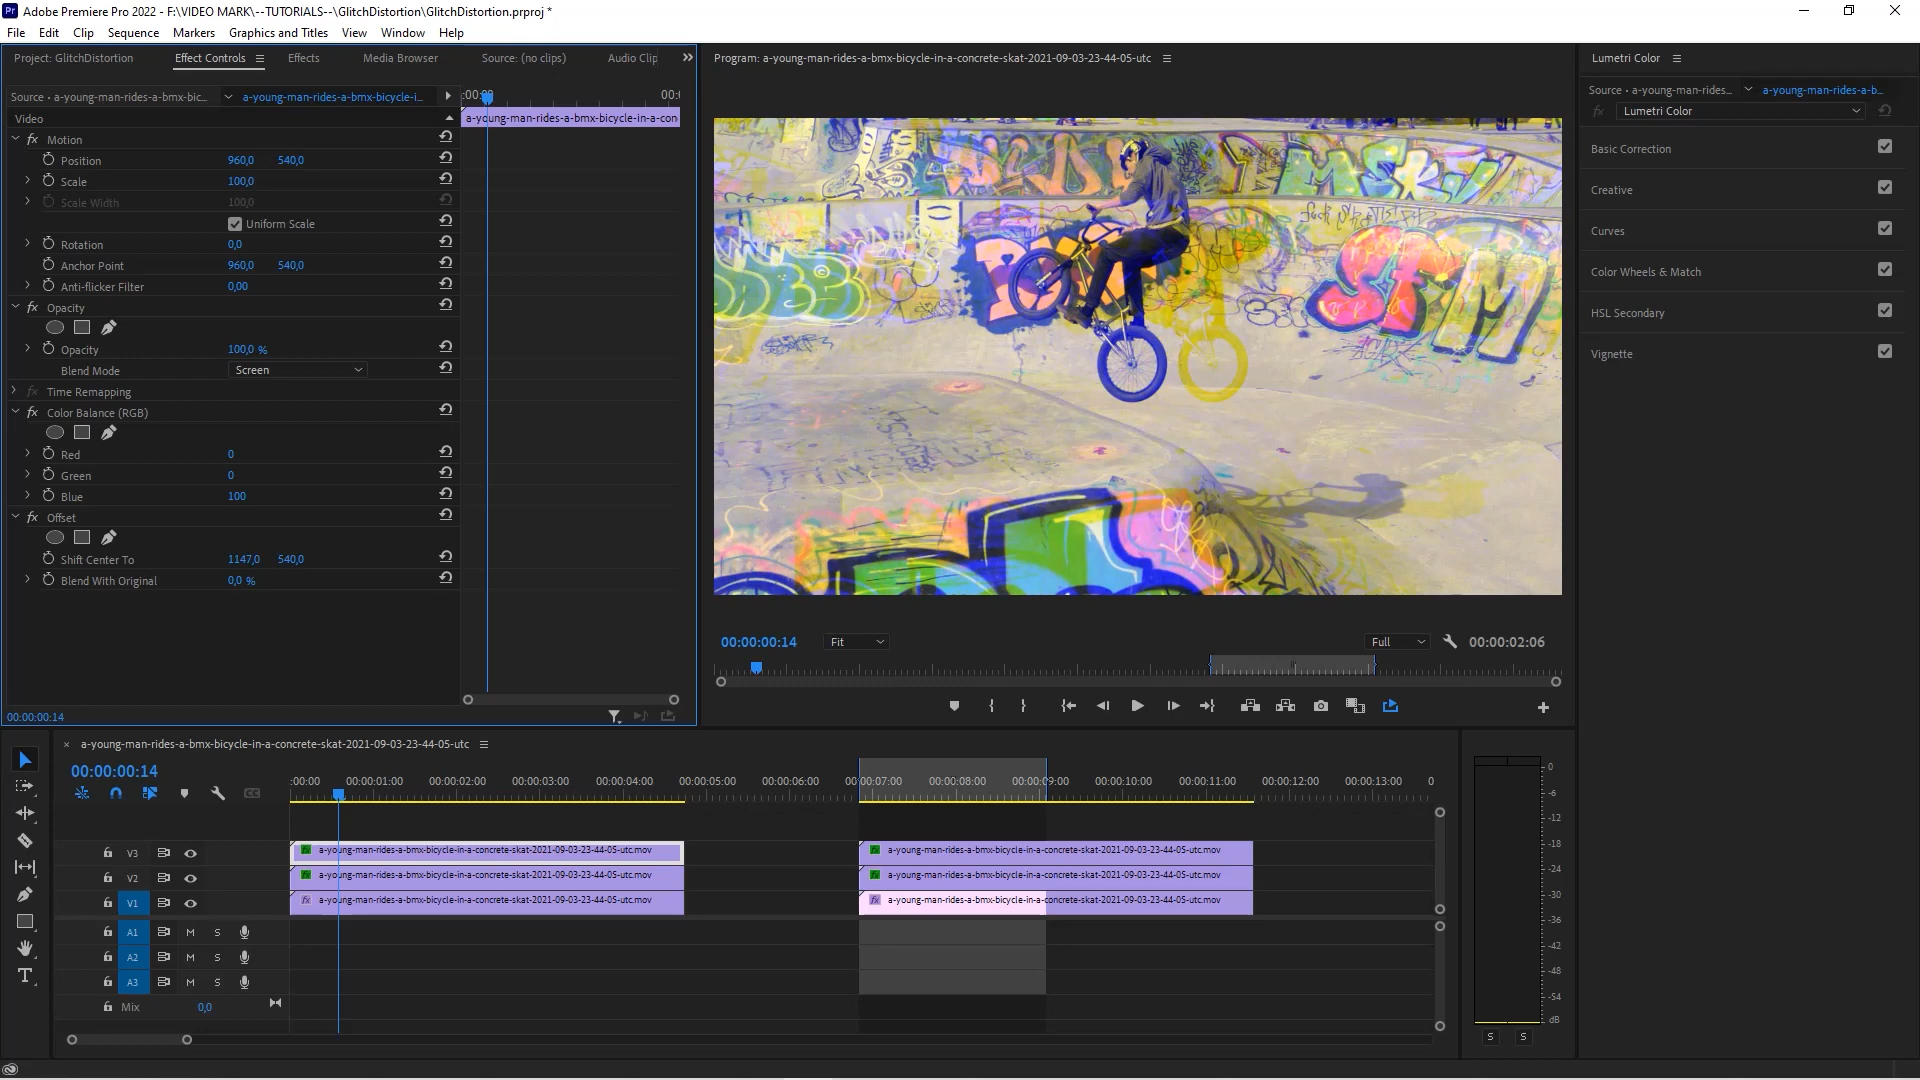 Adobe Premiere Pro 2022 - F:\VIDEO MARK\--TUTORIALS--\GlitchDistortion\GlitchDistortion.prproj *
File Edit Clip Sequence Markers Graphics and Titles View Window Help
Project: GlitchDistortion Effect Controls Effects Media Browser Source: (no clips) Audio Clip
Program: a-young-man-rides-a-bmx-bicycle-in-a-concrete-skat-2021-09-03-23-44-05-utc
Lumetri Color
Source • a-young-man-rides-a-bmx-bic... a-young-man-rides-a-bmx-bicycle-i...
Source • a-young-man-rides... a-young-man-rides-a-b...
fx Lumetri Color
Video
a-young-man-rides-a-bmx-bicycle-in-a-con
fx Motion
Position 960,0 540,0
Scale 100,0
Scale Width 100,0
Uniform Scale
Rotation 0,0
Anchor Point 960,0 540,0
Anti-flicker Filter 0,00
fx Opacity
Opacity 100,0 %
Blend Mode Screen
fx Time Remapping
fx Color Balance (RGB)
Red 0
Green 0
Blue 100
fx Offset
Shift Center To 1147,0 540,0
Blend With Original 0,0 %
00:00:00:14
Basic Correction
Creative
Curves
Color Wheels & Match
HSL Secondary
Vignette
00:00:00:14 Fit Full 00:00:02:06
a-young-man-rides-a-bmx-bicycle-in-a-concrete-skat-2021-09-03-23-44-05-utc
00:00:00:14
:00:00 00:00:01:00 00:00:02:00 00:00:03:00 00:00:04:00 00:00:05:00 00:00:06:00 00:00:07:00 00:00:08:00 00:00:09:00 00:00:10:00 00:00:11:00 00:00:12:00 00:00:13:00 0
V3 fx a-young-man-rides-a-bmx-bicycle-in-a-concrete-skat-2021-09-03-23-44-05-utc.mov fx a-young-man-rides-a-bmx-bicycle-in-a-concrete-skat-2021-09-03-23-44-05-utc.mov
V2 fx a-young-man-rides-a-bmx-bicycle-in-a-concrete-skat-2021-09-03-23-44-05-utc.mov fx a-young-man-rides-a-bmx-bicycle-in-a-concrete-skat-2021-09-03-23-44-05-utc.mov
V1 fx a-young-man-rides-a-bmx-bicycle-in-a-concrete-skat-2021-09-03-23-44-05-utc.mov fx a-young-man-rides-a-bmx-bicycle-in-a-concrete-skat-2021-09-03-23-44-05-utc.mov
A1 M S
A2 M S
A3 M S
Mix 0,0
0
-6
-12
-18
-24
-30
-36
-42
-48
-54
dB
S S